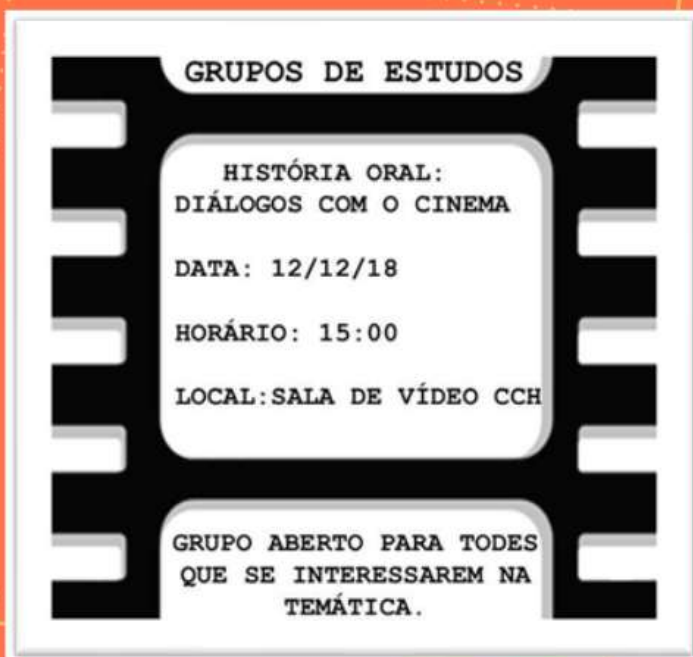 GRUPOS DE ESTUDOS
HISTÓRIA ORAL:
DIÁLOGOS COM O CINEMA
DATA: 12/12/18
HORÁRIO: 15:00
LOCAL:SALA DE VÍDEO CCH
GRUPO ABERTO PARA TODES
QUE SE INTERESSAREM NA
TEMÁTICA.